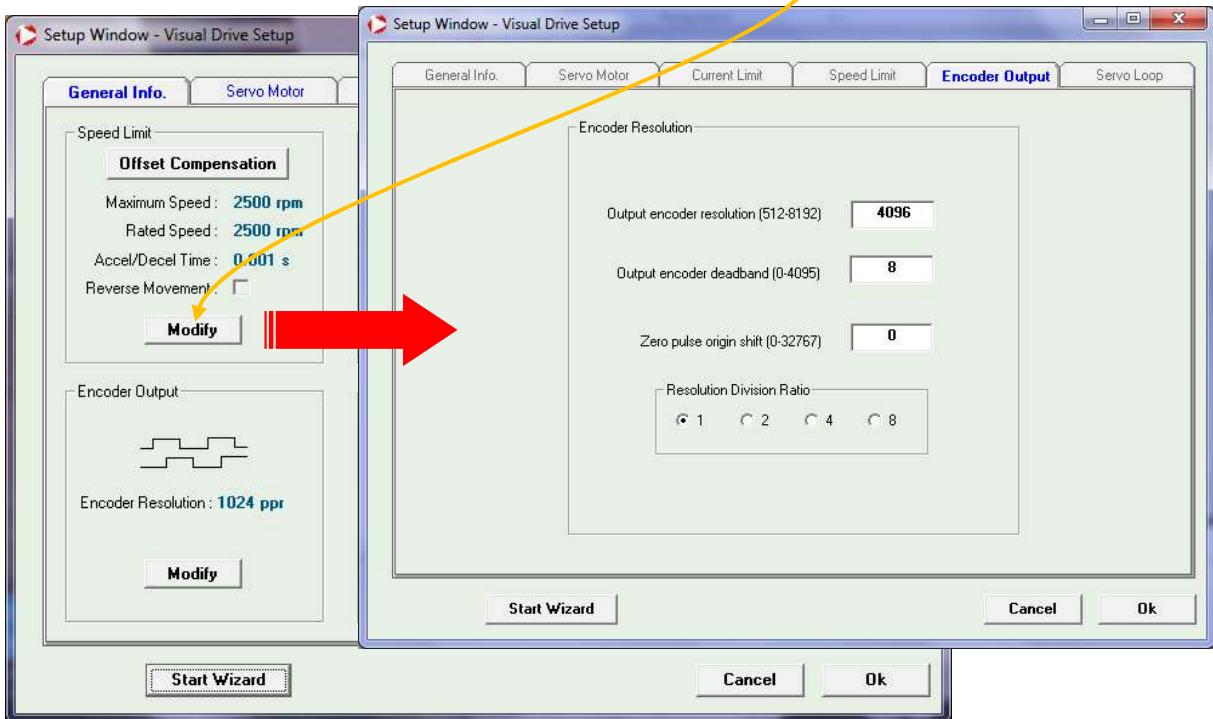 Setup Window - Visual Drive Setup
General Info.
Servo Motor
Speed Limit
Offset Compensation
Maximum Speed : 2500 rpm
Rated Speed : 2500 rpm
Accel/Decel Time : 0.001 s
Reverse Movement :
Modify
Encoder Output
Encoder Resolution : 1024 ppr
Modify
Start Wizard
Cancel
Ok
Setup Window - Visual Drive Setup
General Info.
Servo Motor
Current Limit
Speed Limit
Encoder Output
Servo Loop
Encoder Resolution
Output encoder resolution (512-8192) 4096
Output encoder deadband (0-4095) 8
Zero pulse origin shift (0-32767) 0
Resolution Division Ratio
1 2 4 8
Start Wizard
Cancel
Ok